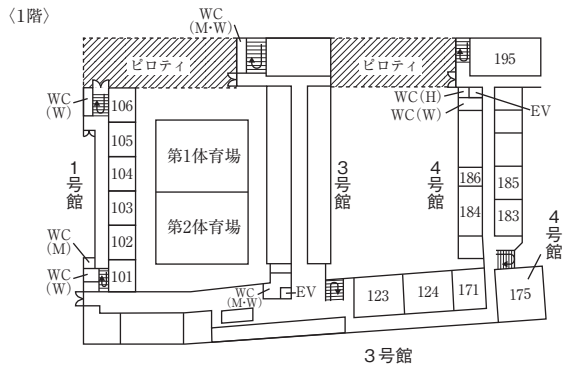 〈1階〉
WC
(M・W)
ピロティ
ピロティ
195
WC
(W)
106
WC(H)
WC(W)
EV
105
第1体育場
104
186
185
1号館
3号館
4号館
103
184
183
第2体育場
102
4号館
WC
(M)
WC
(W)
101
WC
(M・W)
EV
123
124
171
175
3号館